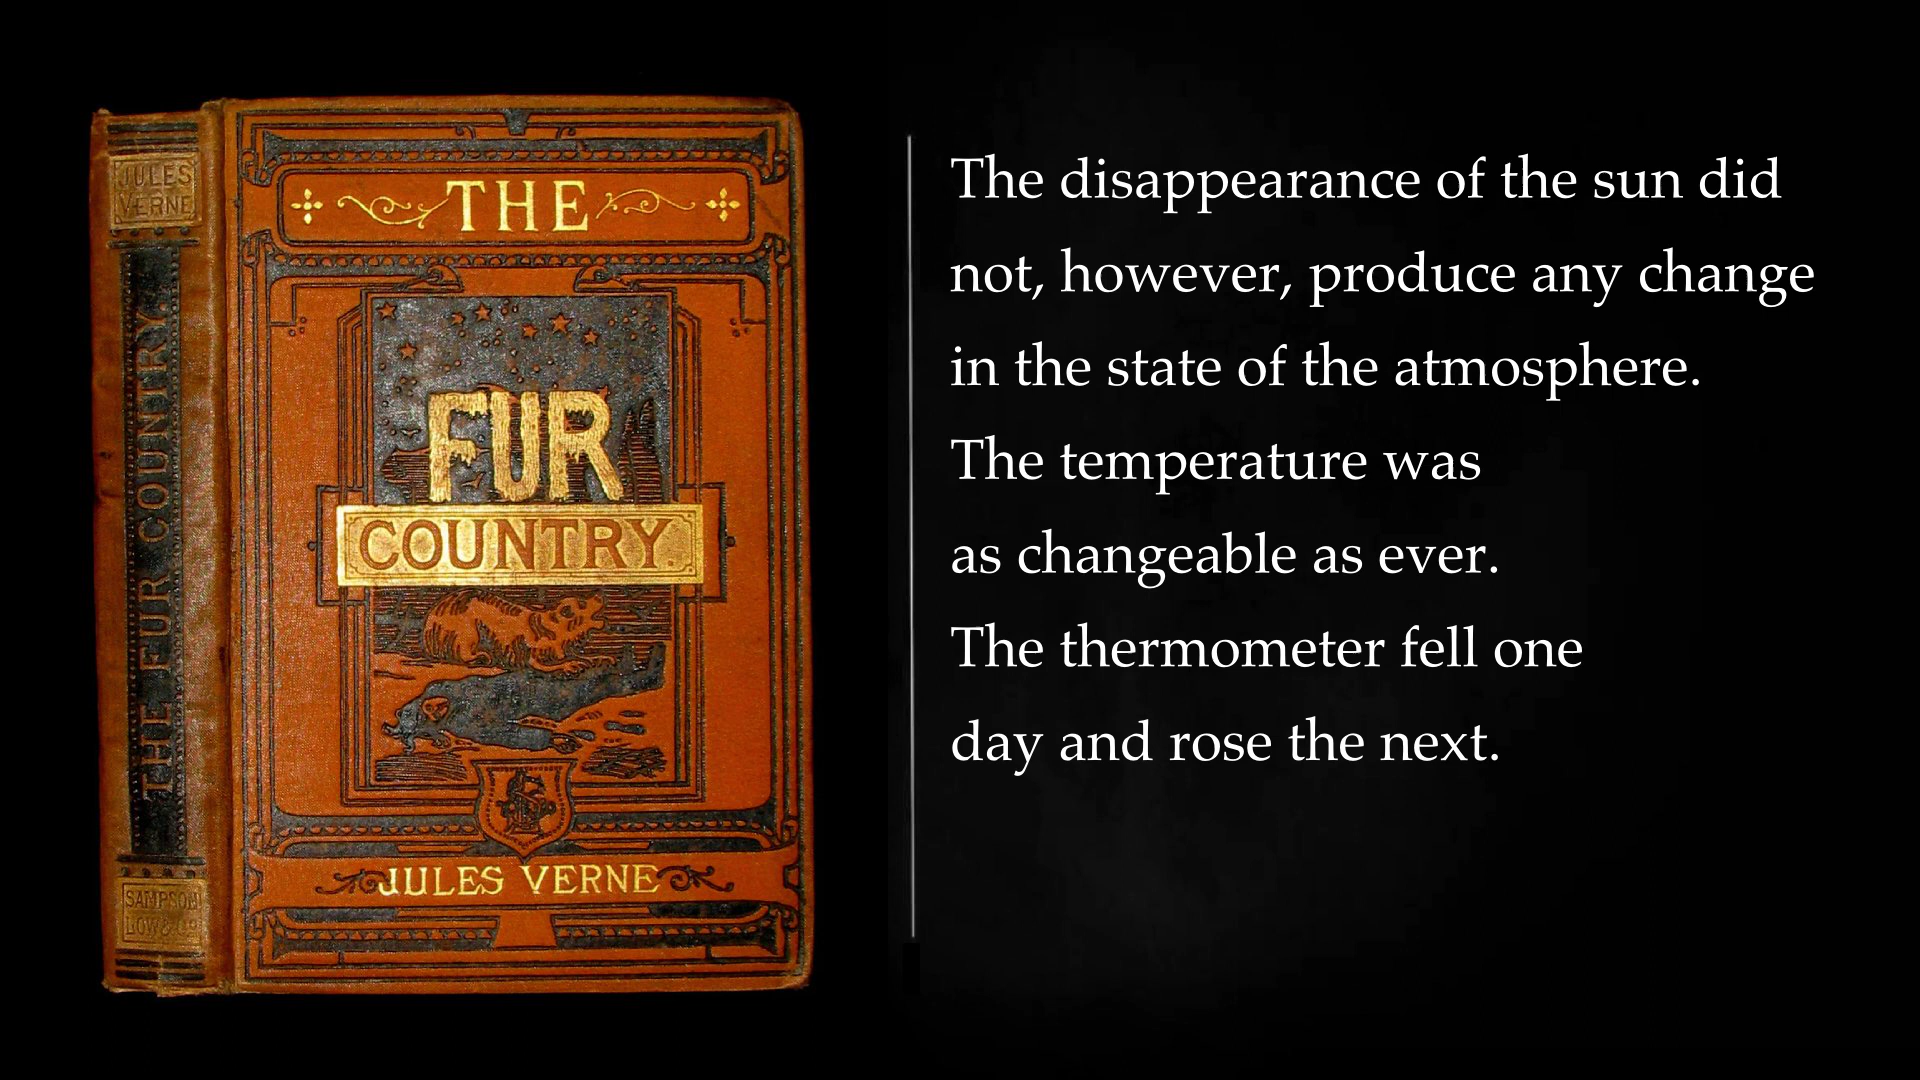 JULES
VERNE
THE FUR COUNTRY.
SAMPSON
LOW & Co
THE
FUR
COUNTRY.
JULES VERNE
The disappearance of the sun did
not, however, produce any change
in the state of the atmosphere.
The temperature was
as changeable as ever.
The thermometer fell one
day and rose the next.